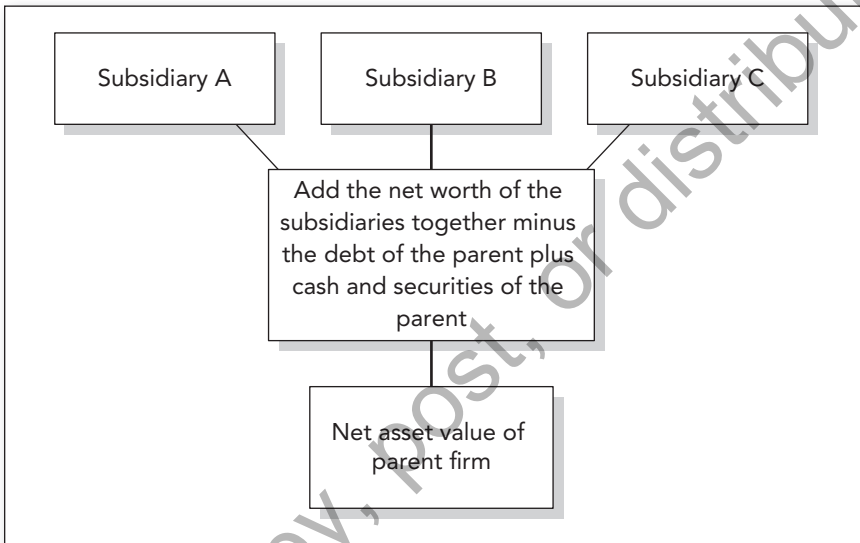 Subsidiary A
Subsidiary B
Subsidiary C
Add the net worth of the
subsidiaries together minus
the debt of the parent plus
cash and securities of the
parent
Net asset value of
parent firm
post, or